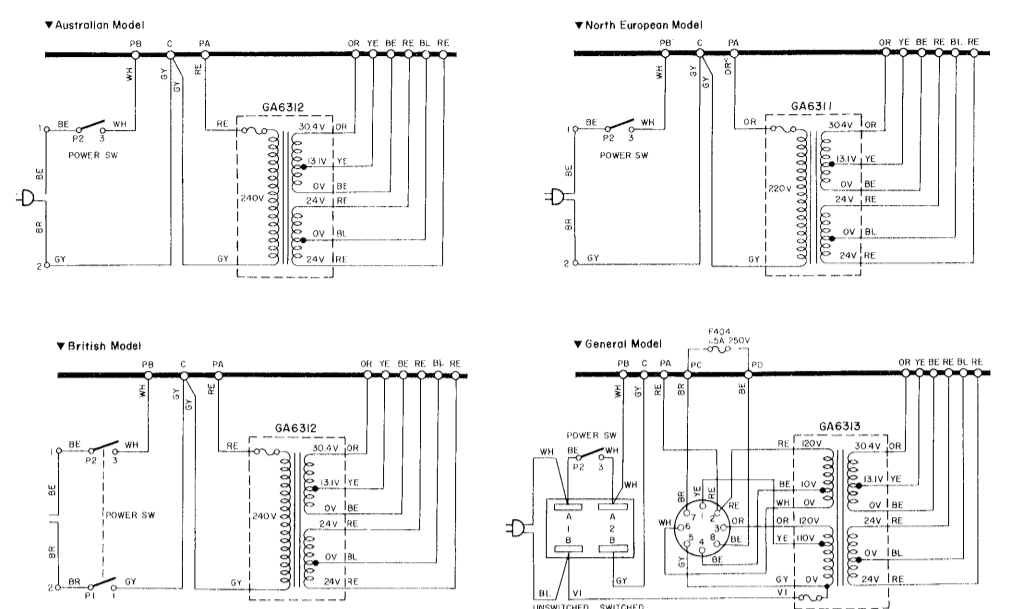 ▼ Australian Model
PB C PA OR YE BE RE BL RE
WH GY GY RE
GA6312
1 BE WH RE 30.4V OR
P2 3
POWER SW
13.1V YE
BE
240V
0V BE
24V RE
BR
0V BL
2 GY GY 24V RE
▼ North European Model
PB C PA OR YE BE RE BL RE
WH GY GY OR
GA6311
1 BE WH OR 304V OR
P2 3
POWER SW
13.1V YE
BE
220V
0V BE
24V RE
BR
0V BL
2 GY GY 24V RE
▼ British Model
PB C PA OR YE BE RE BL RE
WH GY GY RE
GA6312
1 BE WH RE 30.4V OR
P2 3
13.1V YE
BE
POWER SW
240V
0V BE
24V RE
BR
0V BL
2 BR GY GY 24V RE
P1 1
▼ General Model
F404
1.5A 250V
PB C PA PC PD OR YE BE RE BL RE
WH GY RE BR BE
GA6313
POWER SW
WH BE WH RE 120V 30.4V OR
P2 3
WH
BR YE RE RE BE 10V 13.1V YE
A A
1 2
B B
WH 0V 0V BE
7 1 2
WH 6 3 OR OR 120V 24V RE
5 4 8 BE YE 110V
GY BE 0V BL
GY GY 0V 24V RE
BL VI VI
UNSWITCHED SWITCHED